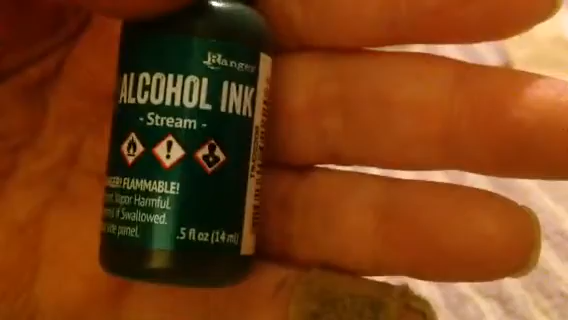 Ranger
ALCOHOL INK
- Stream -
FLAMMABLE!
Vapor Harmful.
if Swallowed.
panel.
.5 fl oz (14 ml)